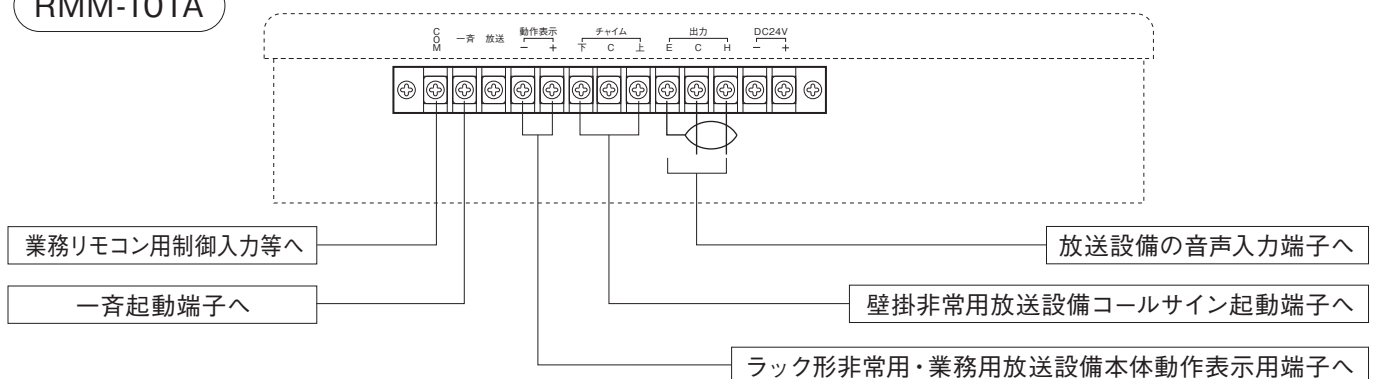 RMM-101A
COM 一斉 放送 動作表示 チャイム 出力 DC24V
− + 下 C 上 E C H − +
業務リモコン用制御入力等へ
放送設備の音声入力端子へ
一斉起動端子へ
壁掛非常用放送設備コールサイン起動端子へ
ラック形非常用・業務用放送設備本体動作表示用端子へ